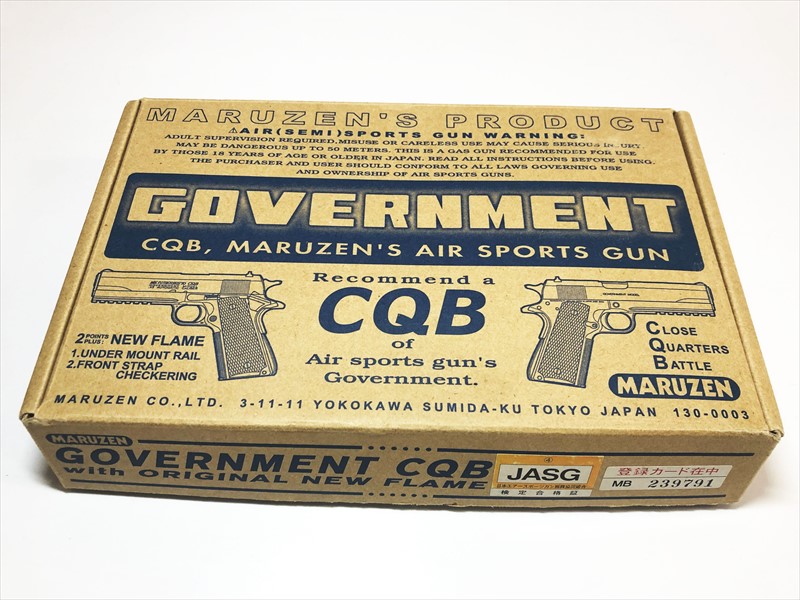 MARUZEN'S PRODUCT
⚠AIR(SEMI)SPORTS GUN WARNING:
ADULT SUPERVISION REQUIRED,MISUSE OR CARELESS USE MAY CAUSE SERIOUS INJURY
MAY BE DANGEROUS UP TO 50 METERS. THIS IS A GAS GUN RECOMMENDED FOR USE
BY THOSE 18 YEARS OF AGE OR OLDER IN JAPAN. READ ALL INSTRUCTIONS BEFORE USING.
THE PURCHASER AND USER SHOULD CONFORM TO ALL LAWS GOVERNING USE
AND OWNERSHIP OF AIR SPORTS GUNS.
GOVERNMENT
CQB, MARUZEN'S AIR SPORTS GUN
Recommend a
CQB
of
Air sports gun's
Government.
2 POINTS PLUS: NEW FLAME
1.UNDER MOUNT RAIL
2.FRONT STRAP
CHECKERING
GOVERNMENT MODEL
CLOSE
QUARTERS
BATTLE
MARUZEN
MARUZEN CO.,LTD. 3-11-11 YOKOKAWA SUMIDA-KU TOKYO JAPAN 130-0003
MARUZEN
GOVERNMENT CQB
with ORIGINAL NEW FLAME
JASG
検定合格証
登録カード在中
MB 239791